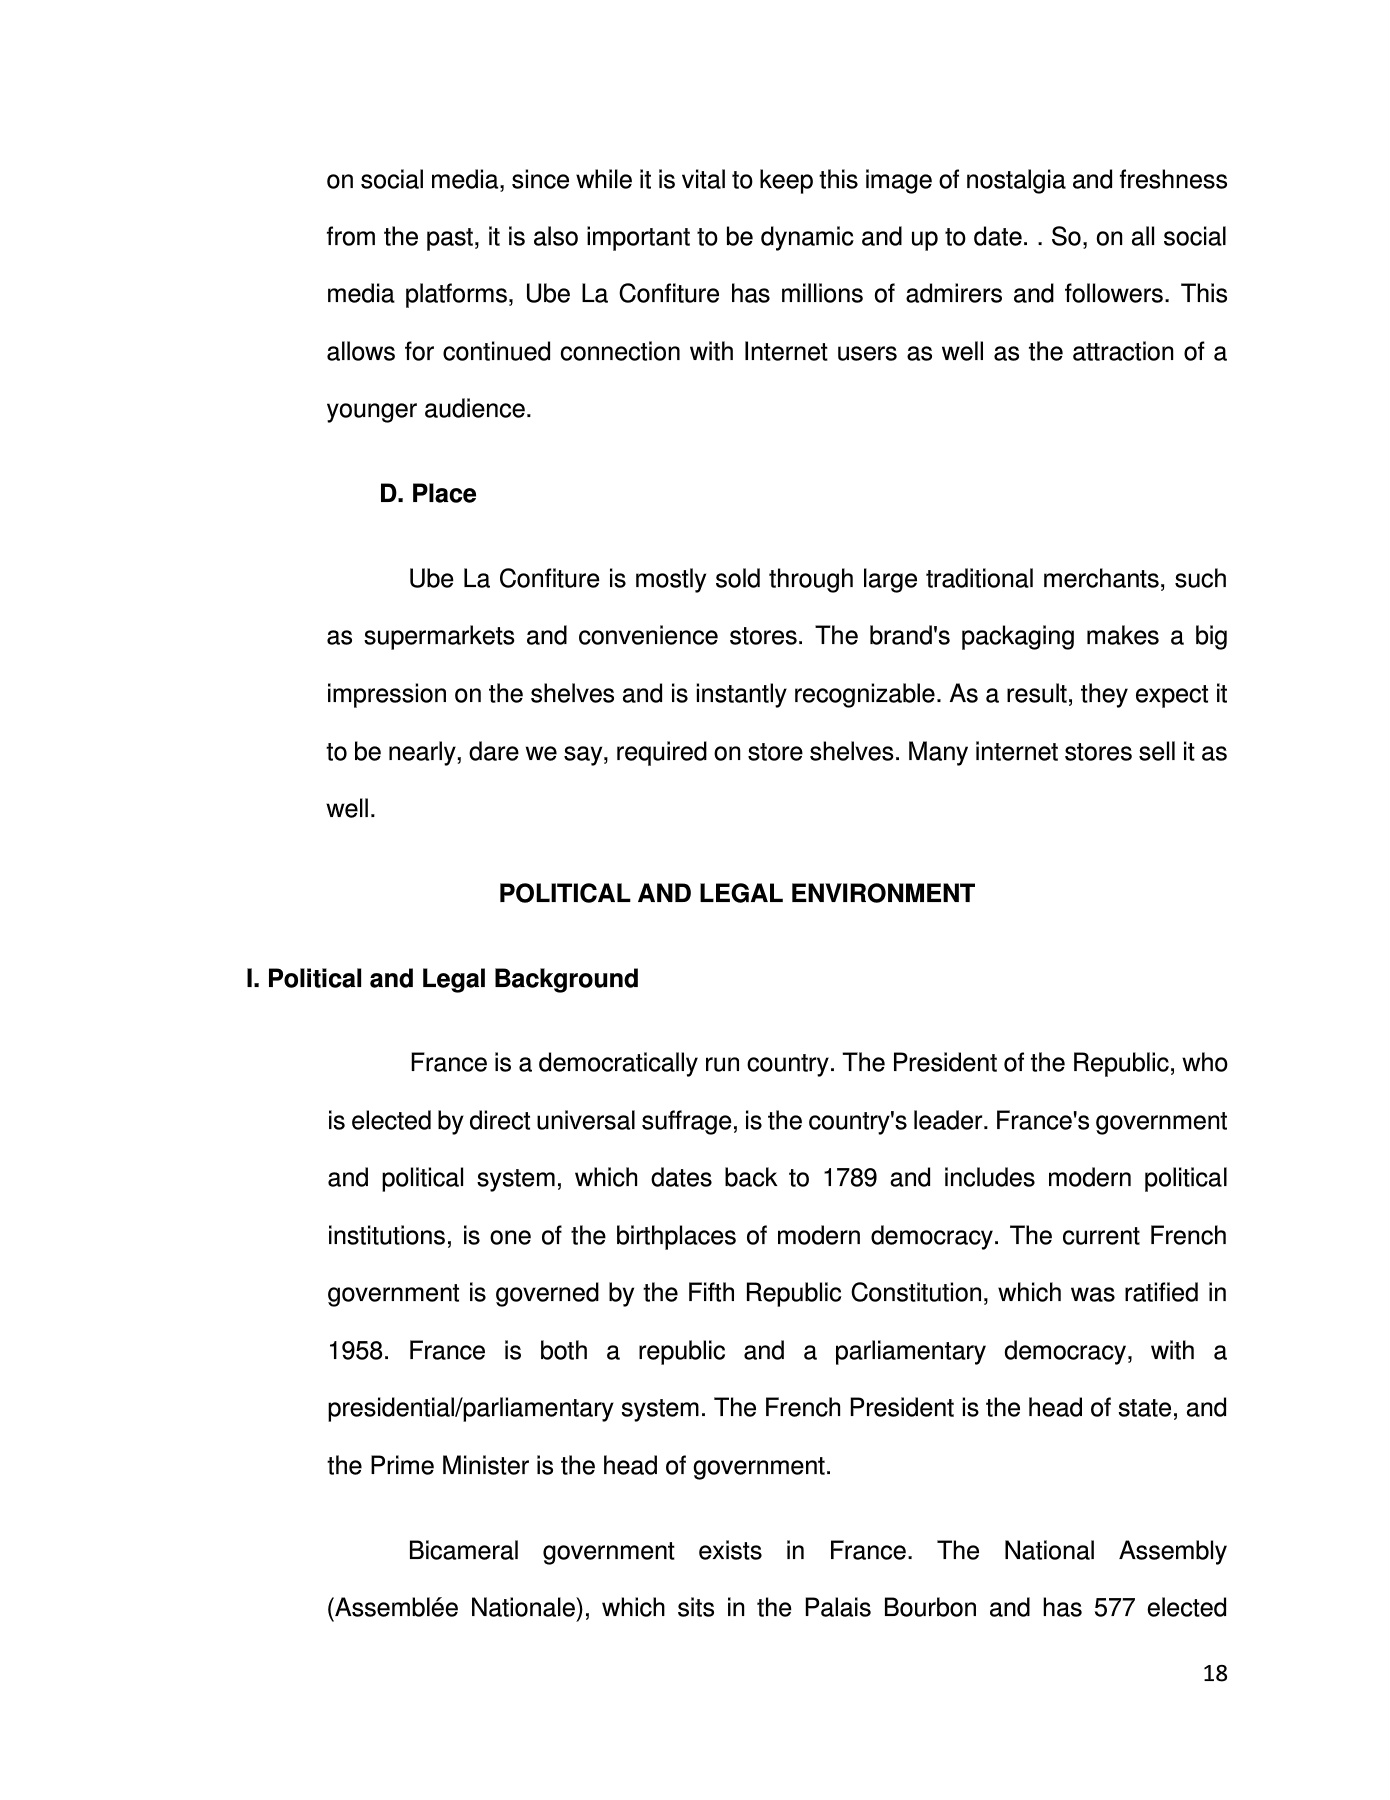 on social media, since while it is vital to keep this image of nostalgia and freshness
from the past, it is also important to be dynamic and up to date. . So, on all social
media platforms, Ube La Confiture has millions of admirers and followers. This
allows for continued connection with Internet users as well as the attraction of a
younger audience.
D. Place
Ube La Confiture is mostly sold through large traditional merchants, such
as supermarkets and convenience stores. The brand's packaging makes a big
impression on the shelves and is instantly recognizable. As a result, they expect it
to be nearly, dare we say, required on store shelves. Many internet stores sell it as
well.
POLITICAL AND LEGAL ENVIRONMENT
I. Political and Legal Background
France is a democratically run country. The President of the Republic, who
is elected by direct universal suffrage, is the country's leader. France's government
and political system, which dates back to 1789 and includes modern political
institutions, is one of the birthplaces of modern democracy. The current French
government is governed by the Fifth Republic Constitution, which was ratified in
1958. France is both a republic and a parliamentary democracy, with a
presidential/parliamentary system. The French President is the head of state, and
the Prime Minister is the head of government.
Bicameral government exists in France. The National Assembly
(Assemblée Nationale), which sits in the Palais Bourbon and has 577 elected
18